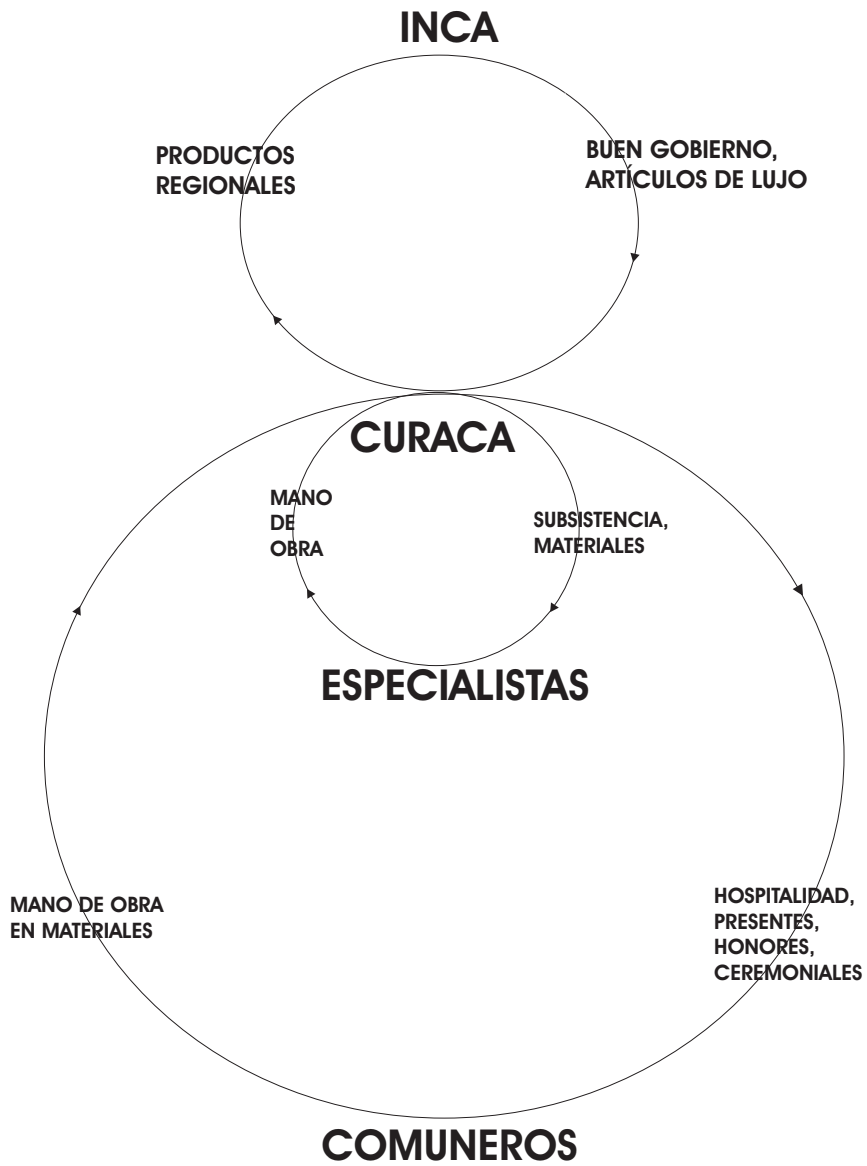 INCA
PRODUCTOS
REGIONALES
BUEN GOBIERNO,
ARTÍCULOS DE LUJO
CURACA
MANO
DE
OBRA
SUBSISTENCIA,
MATERIALES
ESPECIALISTAS
MANO DE OBRA
EN MATERIALES
HOSPITALIDAD,
PRESENTES,
HONORES,
CEREMONIALES
COMUNEROS